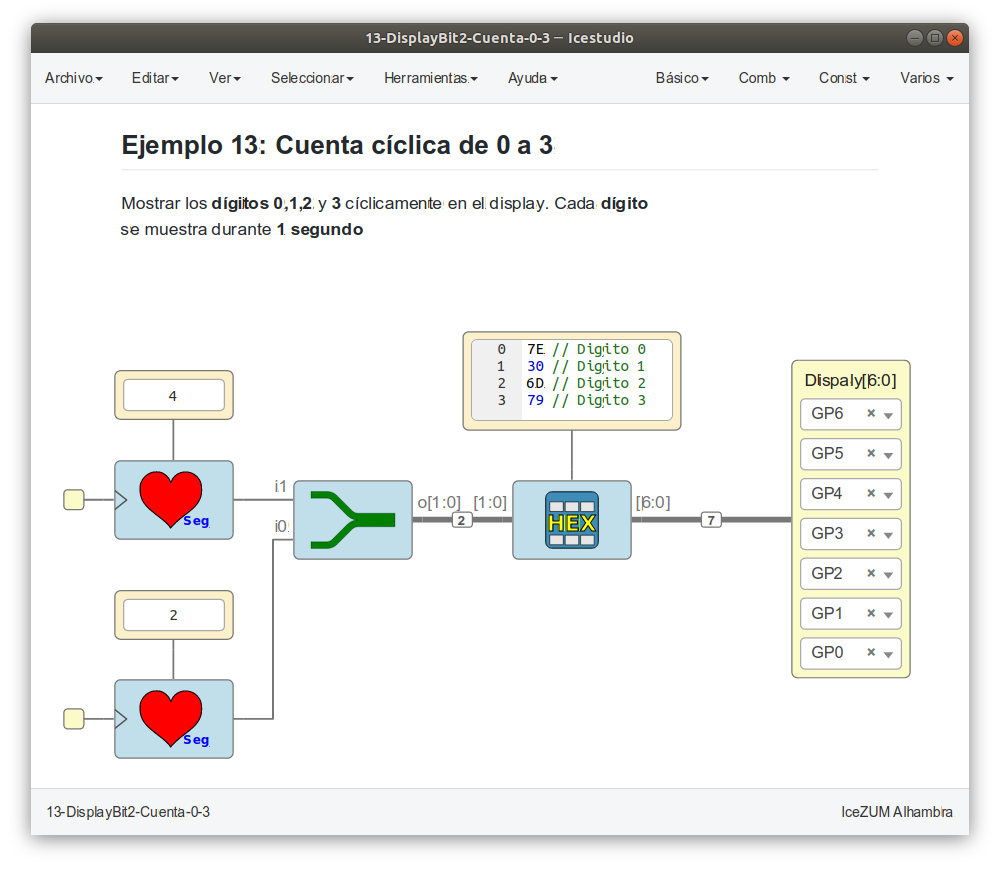 13-DisplayBit2-Cuenta-0-3 — Icestudio
Archivo Editar Ver Seleccionar Herramientas Ayuda Básico Comb Const Varios
Ejemplo 13: Cuenta cíclica de 0 a 3
Mostrar los dígitos 0,1,2 y 3 cíclicamente en el display. Cada dígito
se muestra durante 1 segundo
0 7E // Digito 0
1 30 // Digito 1
2 6D // Digito 2
3 79 // Digito 3
Dispaly[6:0]
4
GP6
GP5
GP4
GP3
GP2
GP1
GP0
Seg
i1
i0
o[1:0]
2
[1:0]
HEX
[6:0]
7
2
Seg
13-DisplayBit2-Cuenta-0-3
IceZUM Alhambra